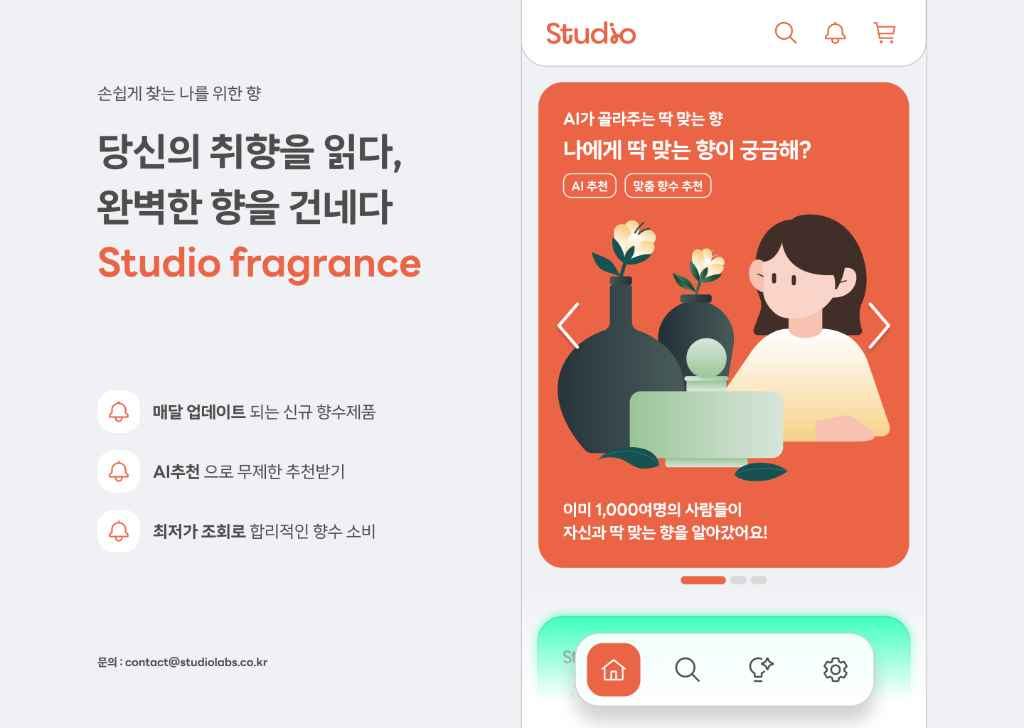 손쉽게 찾는 나를 위한 향
당신의 취향을 읽다,
완벽한 향을 건네다
Studio fragrance
매달 업데이트 되는 신규 향수제품
AI추천 으로 무제한 추천받기
최저가 조회로 합리적인 향수 소비
문의 : contact@studiolabs.co.kr
Studio
AI가 골라주는 딱 맞는 향
나에게 딱 맞는 향이 궁금해?
AI 추천
맞춤 향수 추천
이미 1,000여명의 사람들이
자신과 딱 맞는 향을 알아갔어요!